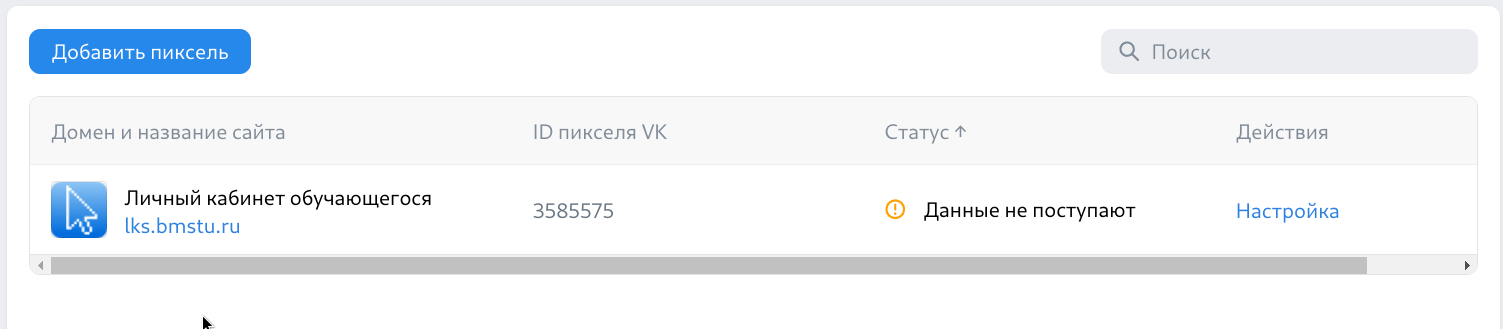 Добавить пиксель
Поиск
Домен и название сайта
ID пикселя VK
Статус ↑
Действия
Личный кабинет обучающегося
lks.bmstu.ru
3585575
Данные не поступают
Настройка